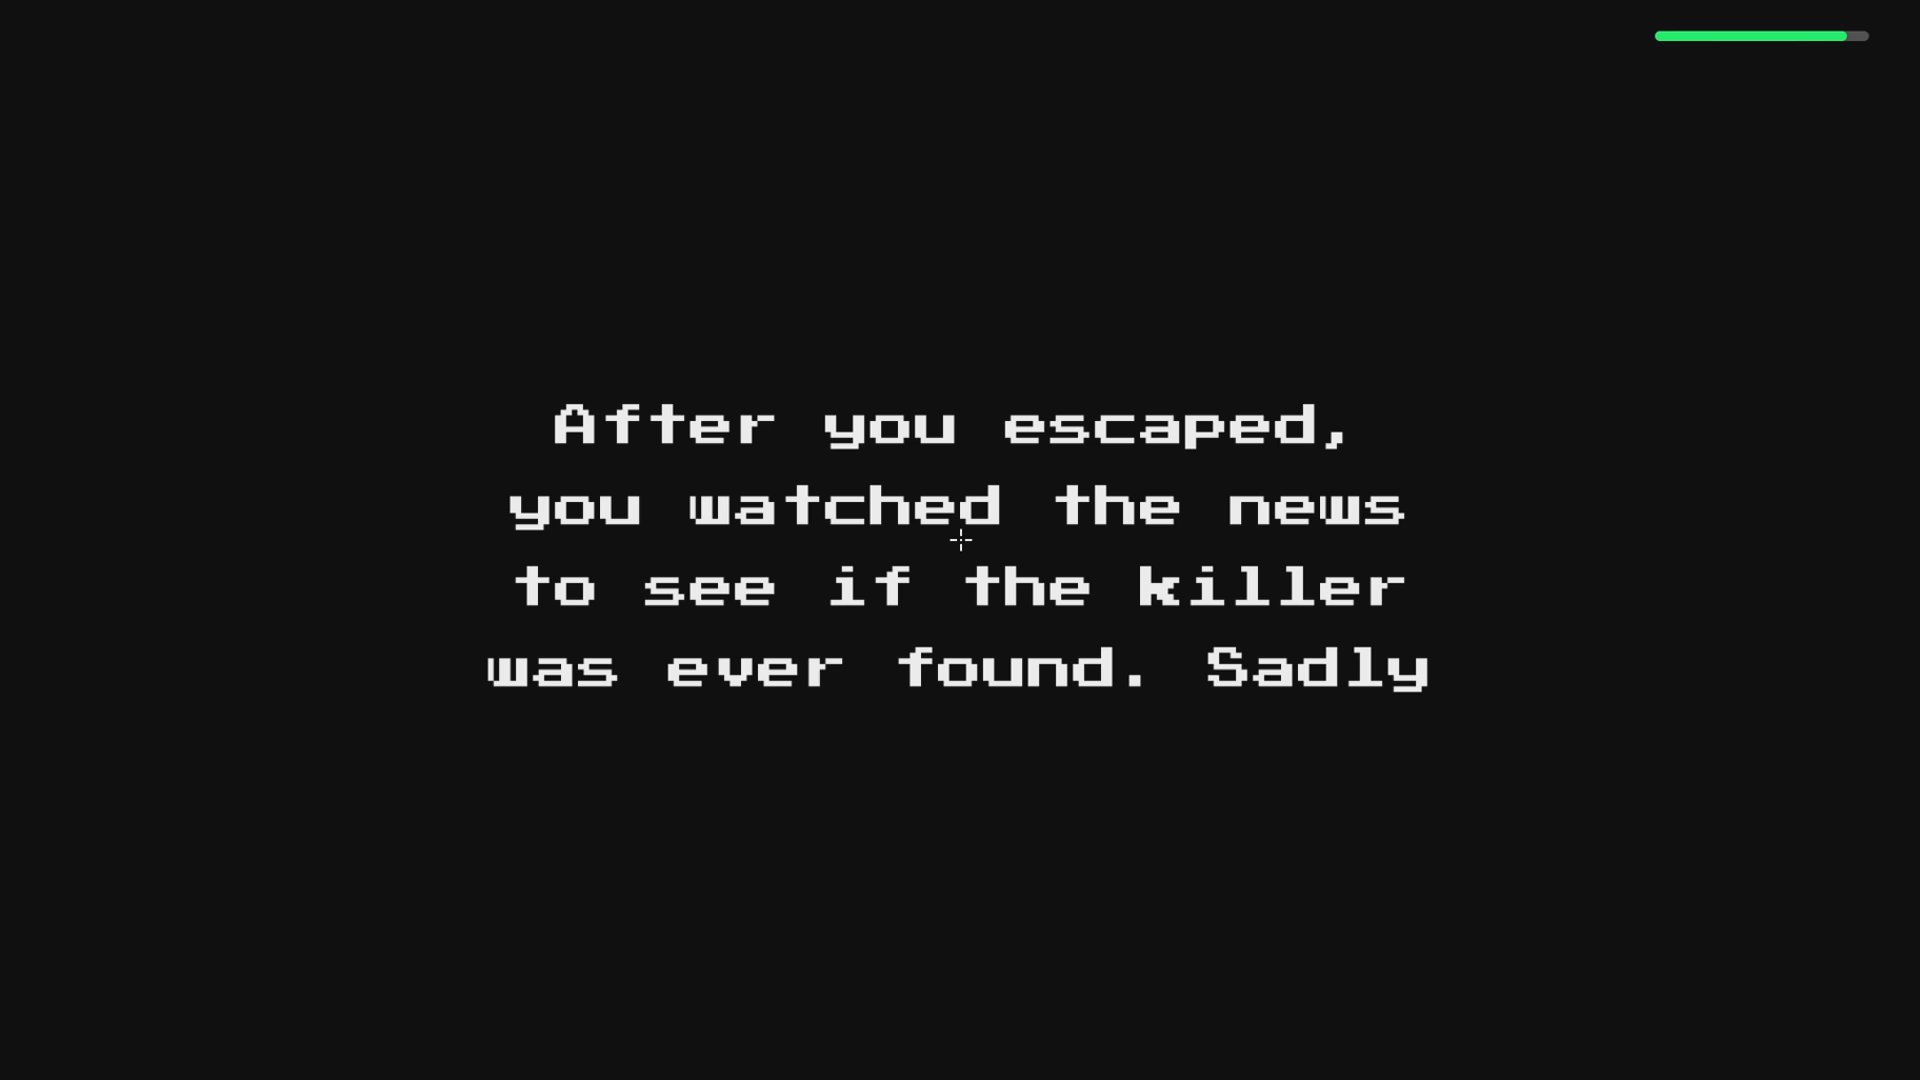 After you escaped,
you watched the news
to see if the killer
was ever found. Sadly